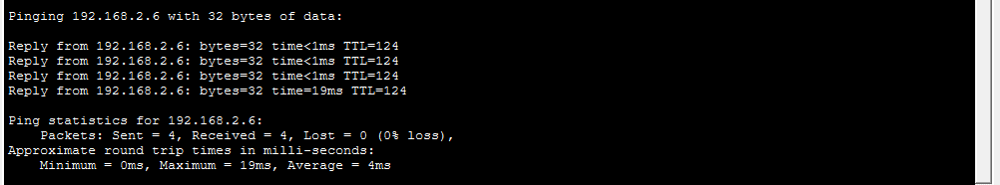 Pinging 192.168.2.6 with 32 bytes of data:
Reply from 192.168.2.6: bytes=32 time<1ms TTL=124
Reply from 192.168.2.6: bytes=32 time<1ms TTL=124
Reply from 192.168.2.6: bytes=32 time<1ms TTL=124
Reply from 192.168.2.6: bytes=32 time=19ms TTL=124
Ping statistics for 192.168.2.6:
Packets: Sent = 4, Received = 4, Lost = 0 (0% loss),
Approximate round trip times in milli-seconds:
Minimum = 0ms, Maximum = 19ms, Average = 4ms